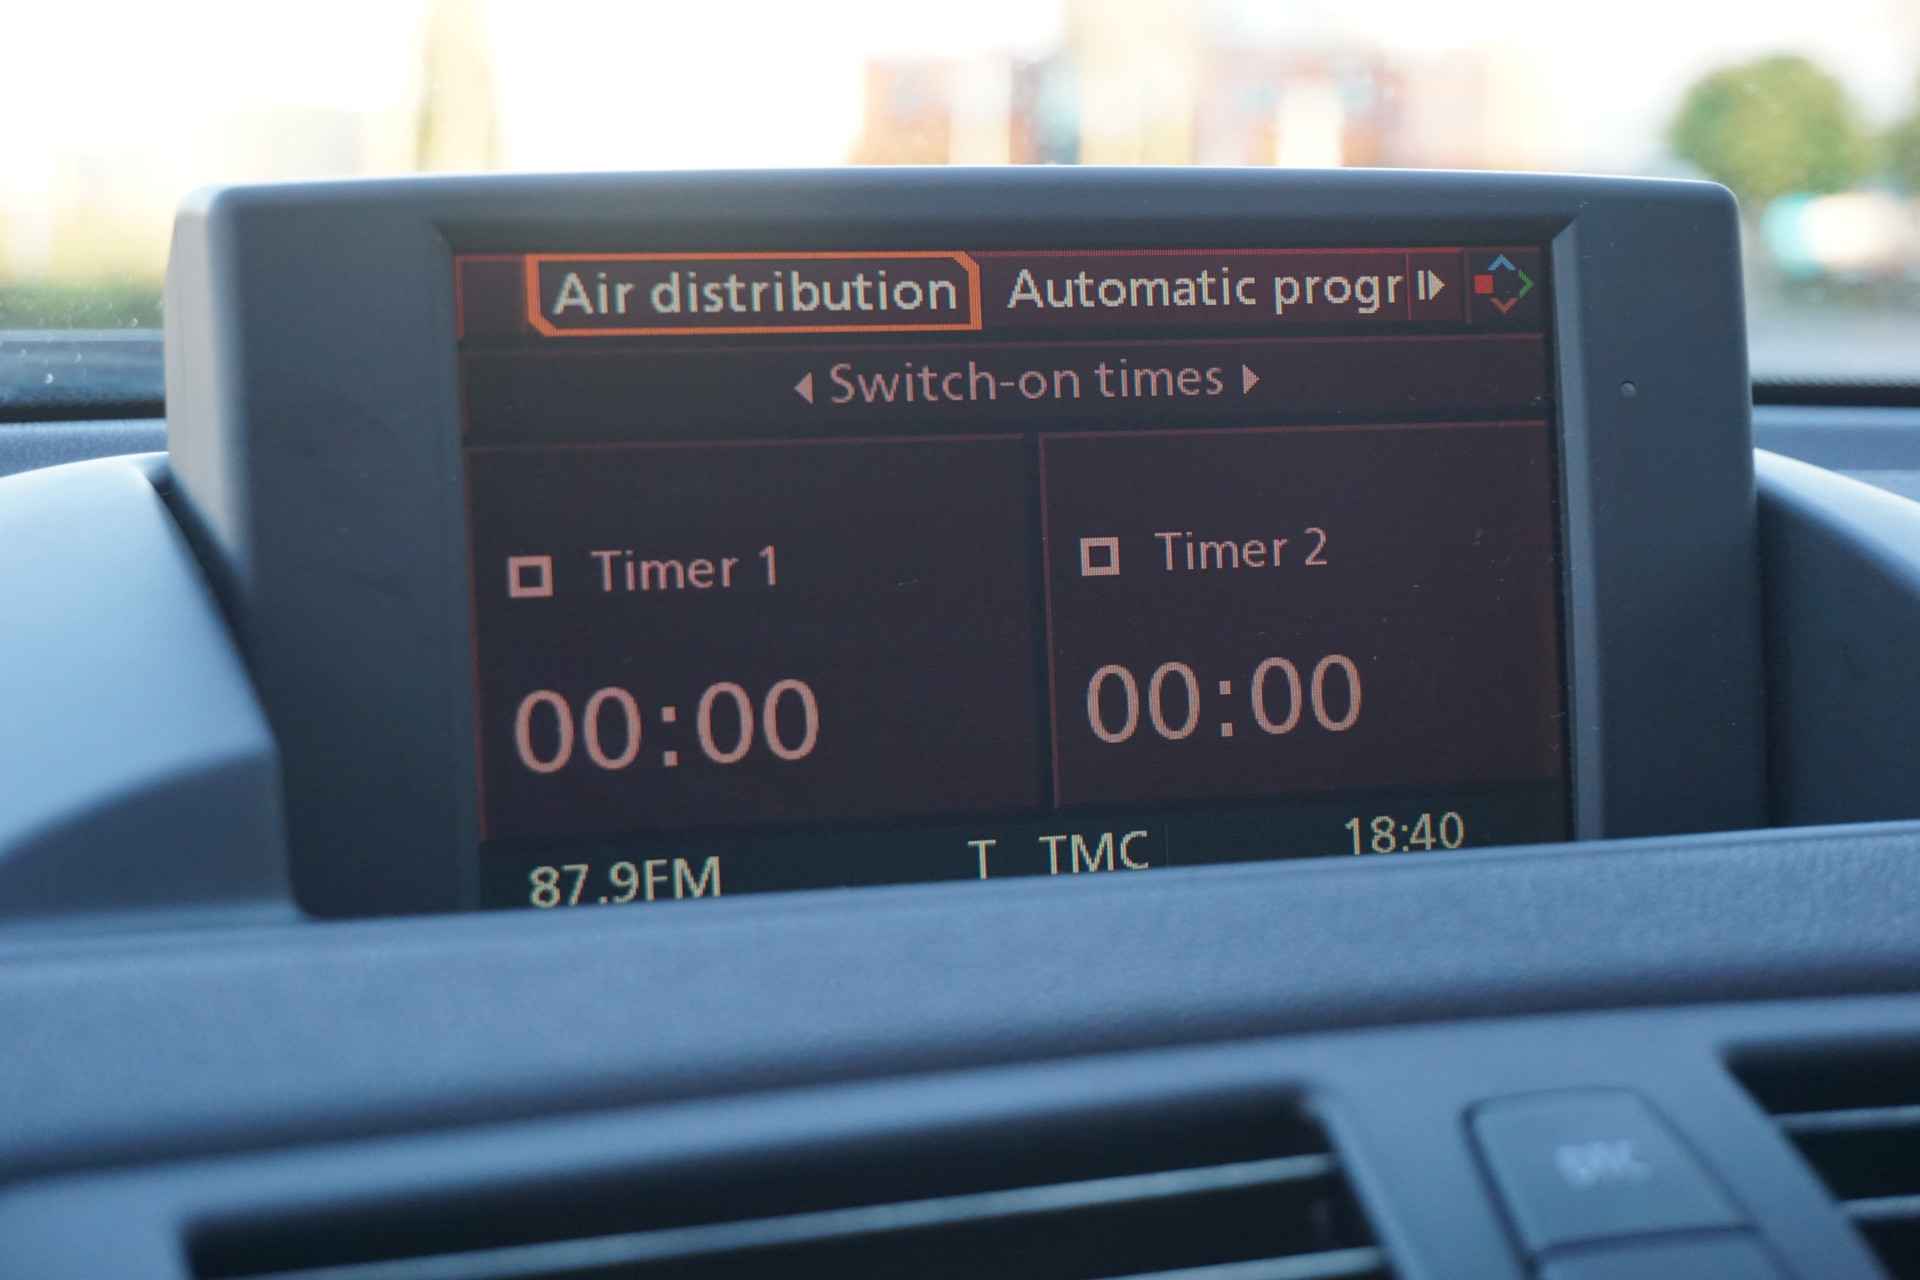 Air distribution Automatic progr
Switch-on times
Timer 1 Timer 2
00:00 00:00
87.9FM T TMC 18:40